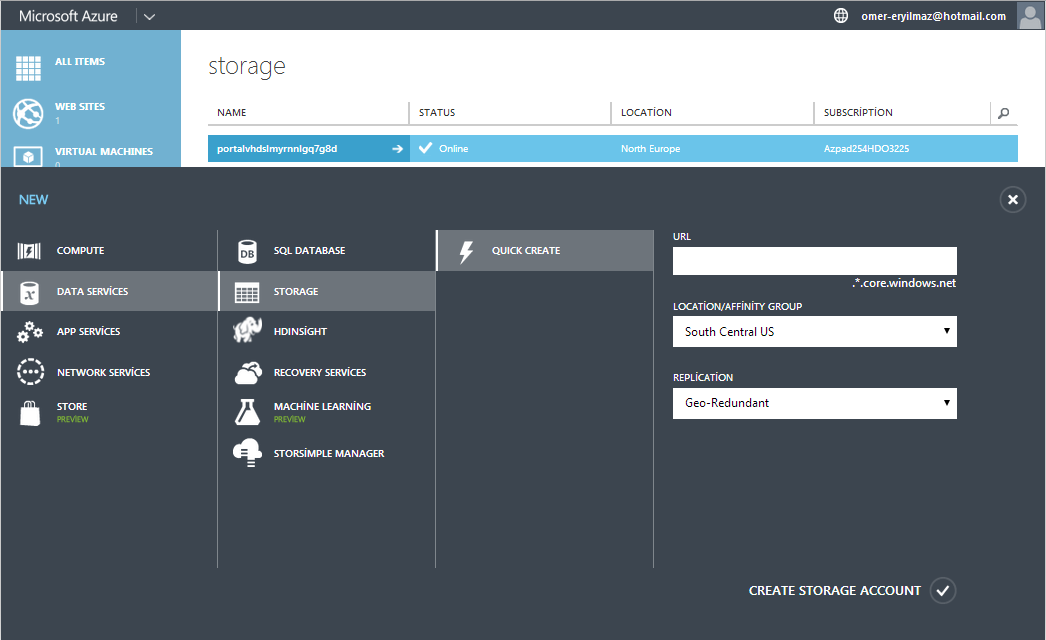 Microsoft Azure
omer-eryilmaz@hotmail.com
ALL ITEMS
WEB SITES
1
VIRTUAL MACHINES
0
storage
NAME STATUS LOCATION SUBSCRİPTİON
Online North Europe Azpad254HDO3225
NEW
COMPUTE
DATA SERVİCES
APP SERVİCES
NETWORK SERVİCES
STORE
PREVİEW
SQL DATABASE
STORAGE
HDINSİGHT
RECOVERY SERVİCES
MACHİNE LEARNİNG
PREVİEW
STORSİMPLE MANAGER
QUICK CREATE
URL
.*.core.windows.net
LOCATİON/AFFİNİTY GROUP
South Central US
REPLİCATİON
Geo-Redundant
CREATE STORAGE ACCOUNT